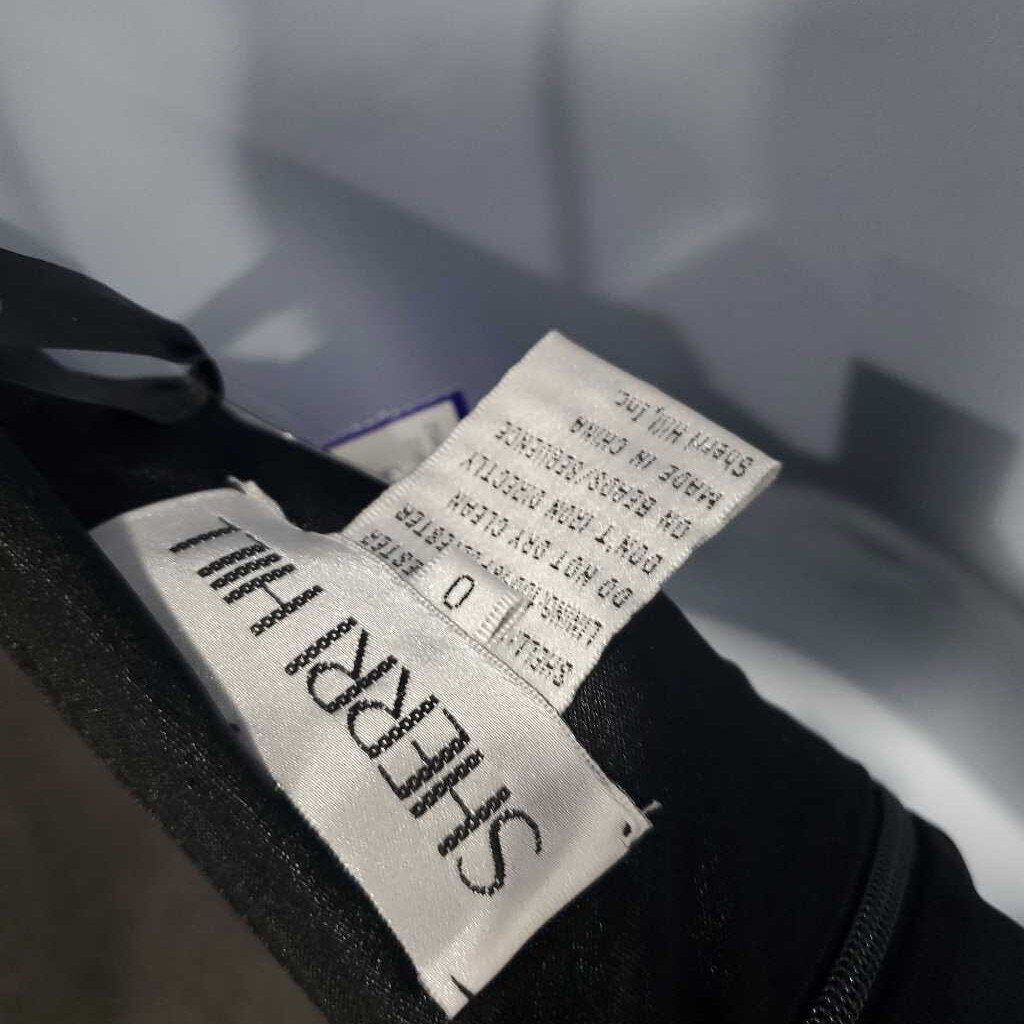 SHERRI HILL
0
SHELL:
LINING:
ESTER
DO NOT DRY CLEAN
DON'T IRON DIRECTLY
ON BEADS/SEQUENCE
MADE IN CHINA
Sherri Hill,Inc.